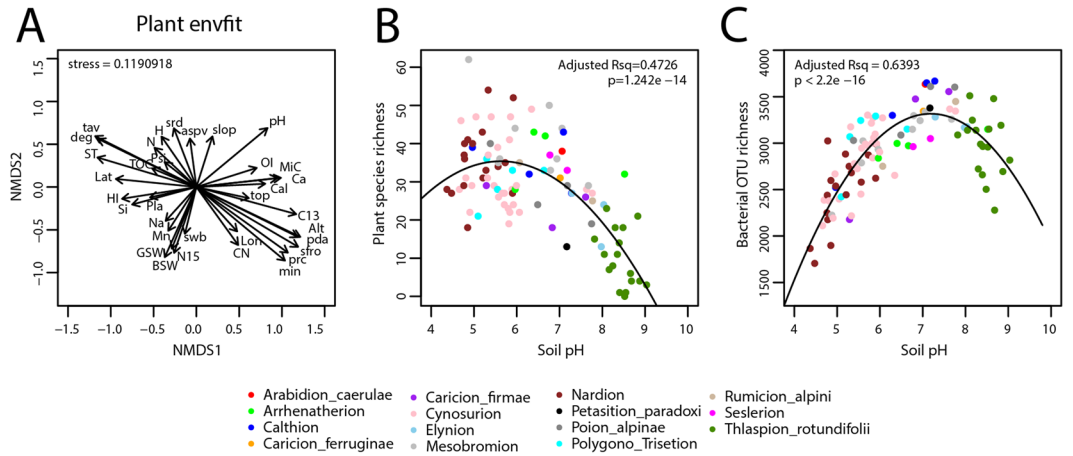 A
Plant envfit
B
C
stress = 0.1190918
Adjusted Rsq=0.4726
p=1.242e −14
Adjusted Rsq = 0.6393
p < 2.2e −16
NMDS2
1.5
1.0
0.5
0.0
−0.5
−1.0
tav
deg
ST
Lat
HI
Si
H
srd
aspv
slop
pH
N
TOC
OI
MiC
Ca
Cal
top
Pla
Na
Mn
swb
GSW
N15
BSW
Lon
CN
C13
Alt
pda
sfro
prc
min
−1.5 −1.0 −0.5 0.0 0.5 1.0 1.5
NMDS1
Plant species richness
60
50
40
30
20
10
0
4 5 6 7 8 9 10
Soil pH
Bacterial OTU richness
4000
3500
3000
2500
2000
1500
4 5 6 7 8 9 10
Soil pH
Arabidion_caerulae
Arrhenatherion
Calthion
Caricion_ferruginae
Caricion_firmae
Cynosurion
Elynion
Mesobromion
Nardion
Petasition_paradoxi
Poion_alpinae
Polygono_Trisetion
Rumicion_alpini
Seslerion
Thlaspion_rotundifolii